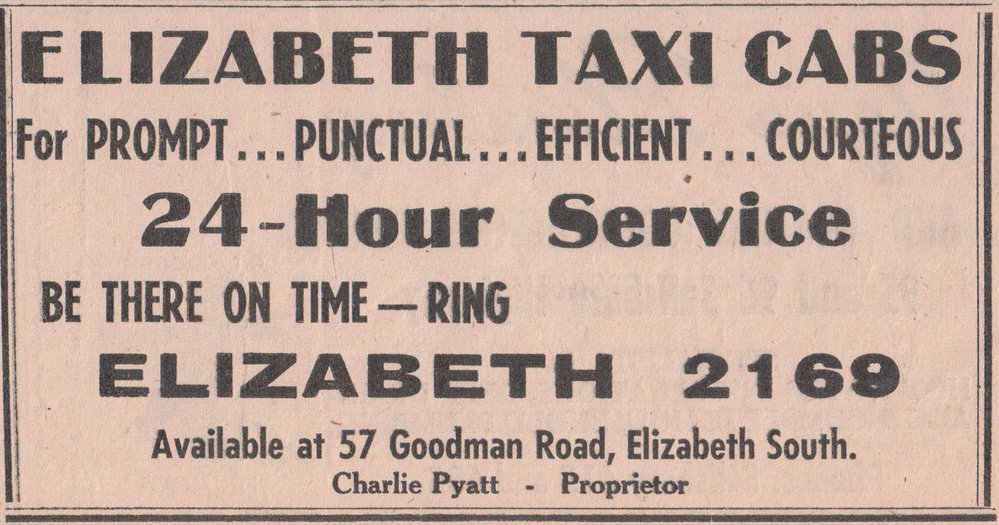 ELIZABETH TAXI CABS
For PROMPT...PUNCTUAL...EFFICIENT...COURTEOUS
24-Hour Service
BE THERE ON TIME — RING
ELIZABETH 2169
Available at 57 Goodman Road, Elizabeth South.
Charlie Pyatt - Proprietor